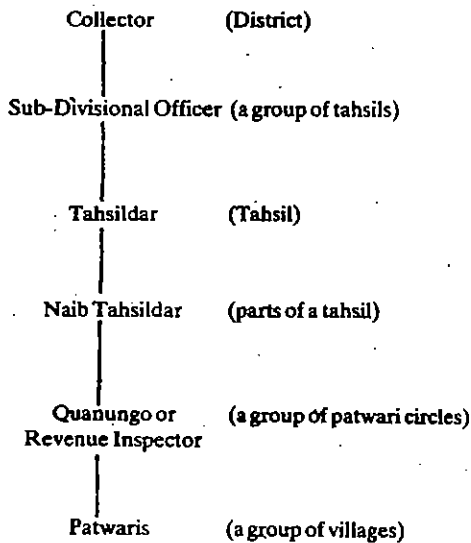 Collector (District)
Sub-Divisional Officer (a group of tahsils)
Tahsildar (Tahsil)
Naib Tahsildar (parts of a tahsil)
Quanungo or (a group of patwari circles)
Revenue Inspector
Patwaris (a group of villages)